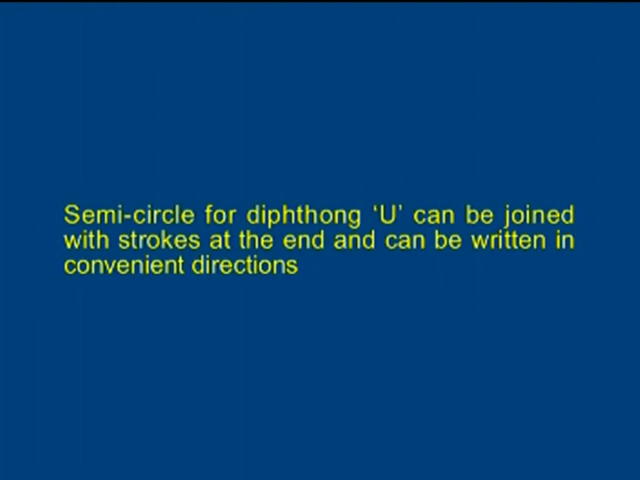 Semi-circle for diphthong ‘U’ can be joined
with strokes at the end and can be written in
convenient directions